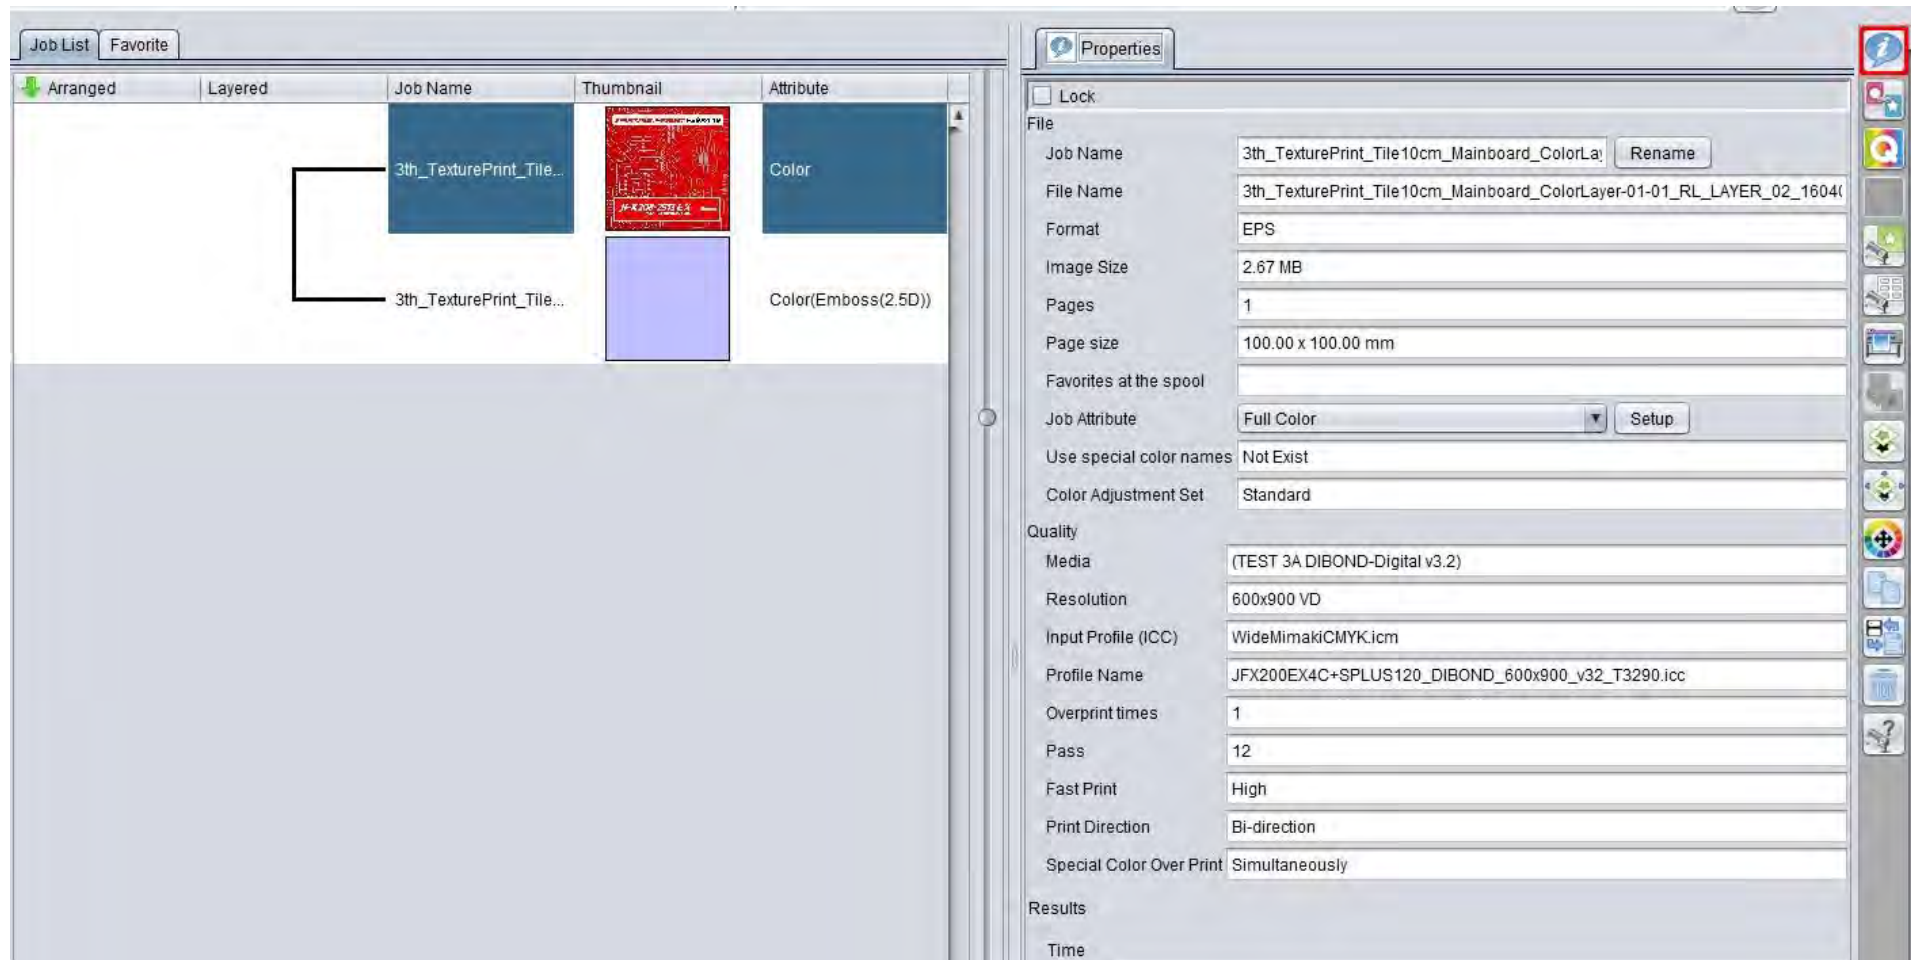 Job List Favorite
Properties
Arranged Layered Job Name Thumbnail Attribute
Lock
File
3th_TexturePrint_Tile... Color
JFX200-2513 EX
3th_TexturePrint_Tile... Color(Emboss(2.5D))
Job Name 3th_TexturePrint_Tile10cm_Mainboard_ColorLa Rename
File Name 3th_TexturePrint_Tile10cm_Mainboard_ColorLayer-01-01_RL_LAYER_02_1604
Format EPS
Image Size 2.67 MB
Pages 1
Page size 100.00 x 100.00 mm
Favorites at the spool
Job Attribute Full Color Setup
Use special color names Not Exist
Color Adjustment Set Standard
Quality
Media (TEST 3A DIBOND-Digital v3.2)
Resolution 600x900 VD
Input Profile (ICC) WideMimakiCMYK.icm
Profile Name JFX200EX4C+SPLUS120_DIBOND_600x900_v32_T3290.icc
Overprint times 1
Pass 12
Fast Print High
Print Direction Bi-direction
Special Color Over Print Simultaneously
Results
Time